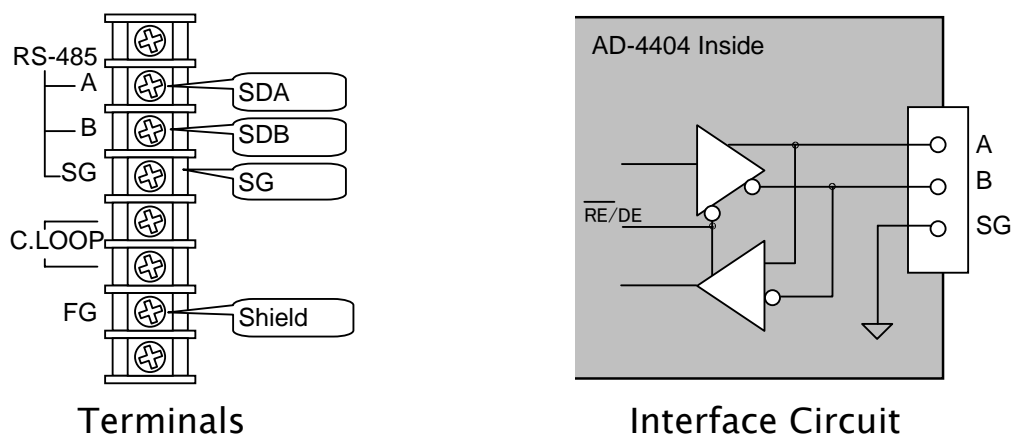 RS-485
A
SDA
B
SDB
SG
SG
C.LOOP
FG
Shield
Terminals
AD-4404 Inside
A
B
RE/DE
SG
Interface Circuit